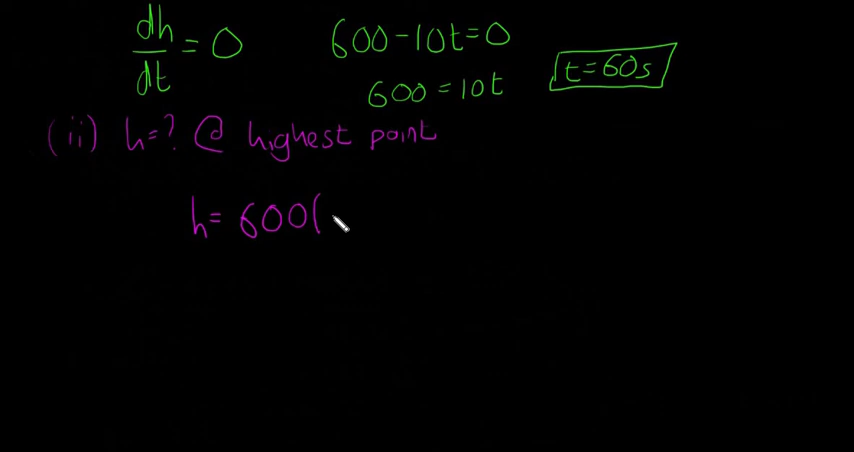 dh/dt = 0
600 - 10t = 0
600 = 10t
t = 60s
(ii) h = ? @ highest point
h = 600(